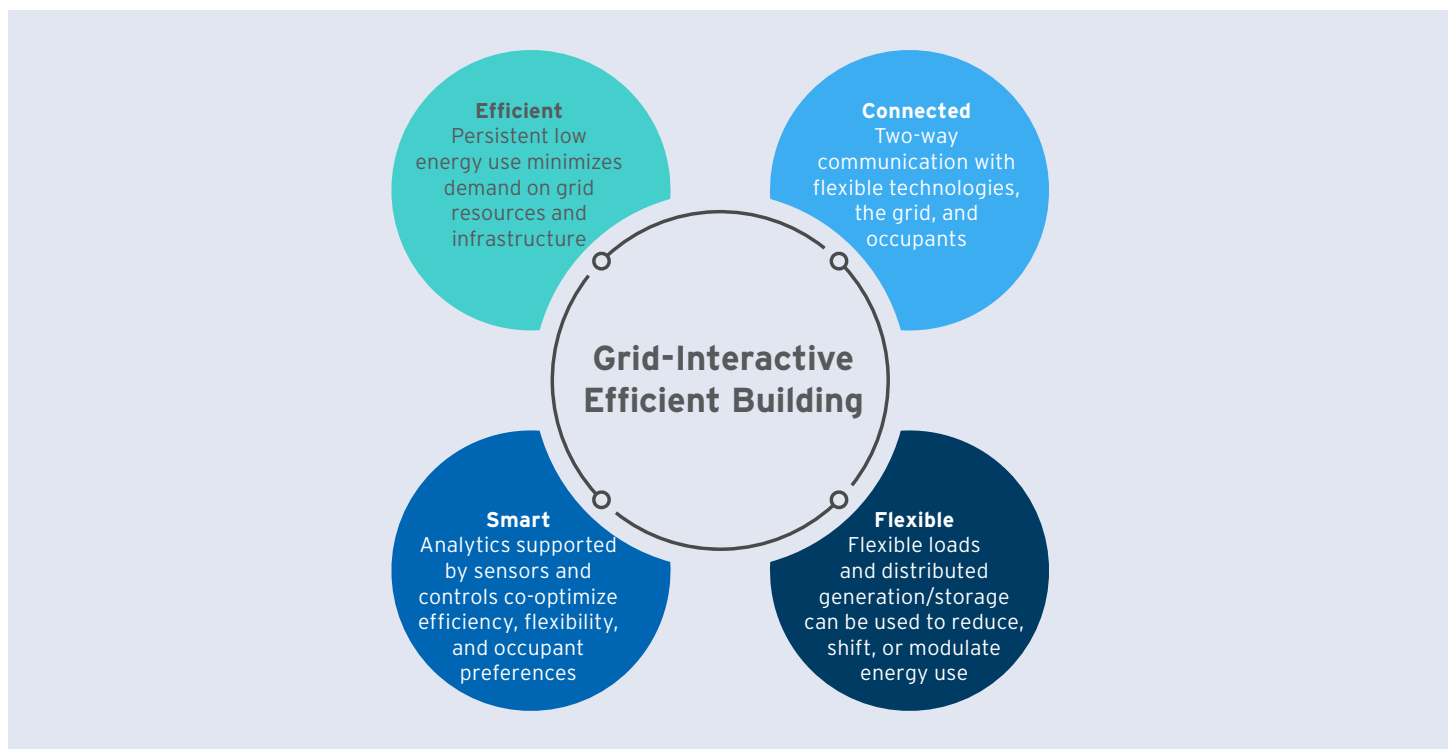 Efficient
Persistent low
energy use minimizes
demand on grid
resources and
infrastructure
Connected
Two-way
communication with
flexible technologies,
the grid, and
occupants
Grid-Interactive
Efficient Building
Smart
Analytics supported
by sensors and
controls co-optimize
efficiency, flexibility,
and occupant
preferences
Flexible
Flexible loads
and distributed
generation/storage
can be used to reduce,
shift, or modulate
energy use